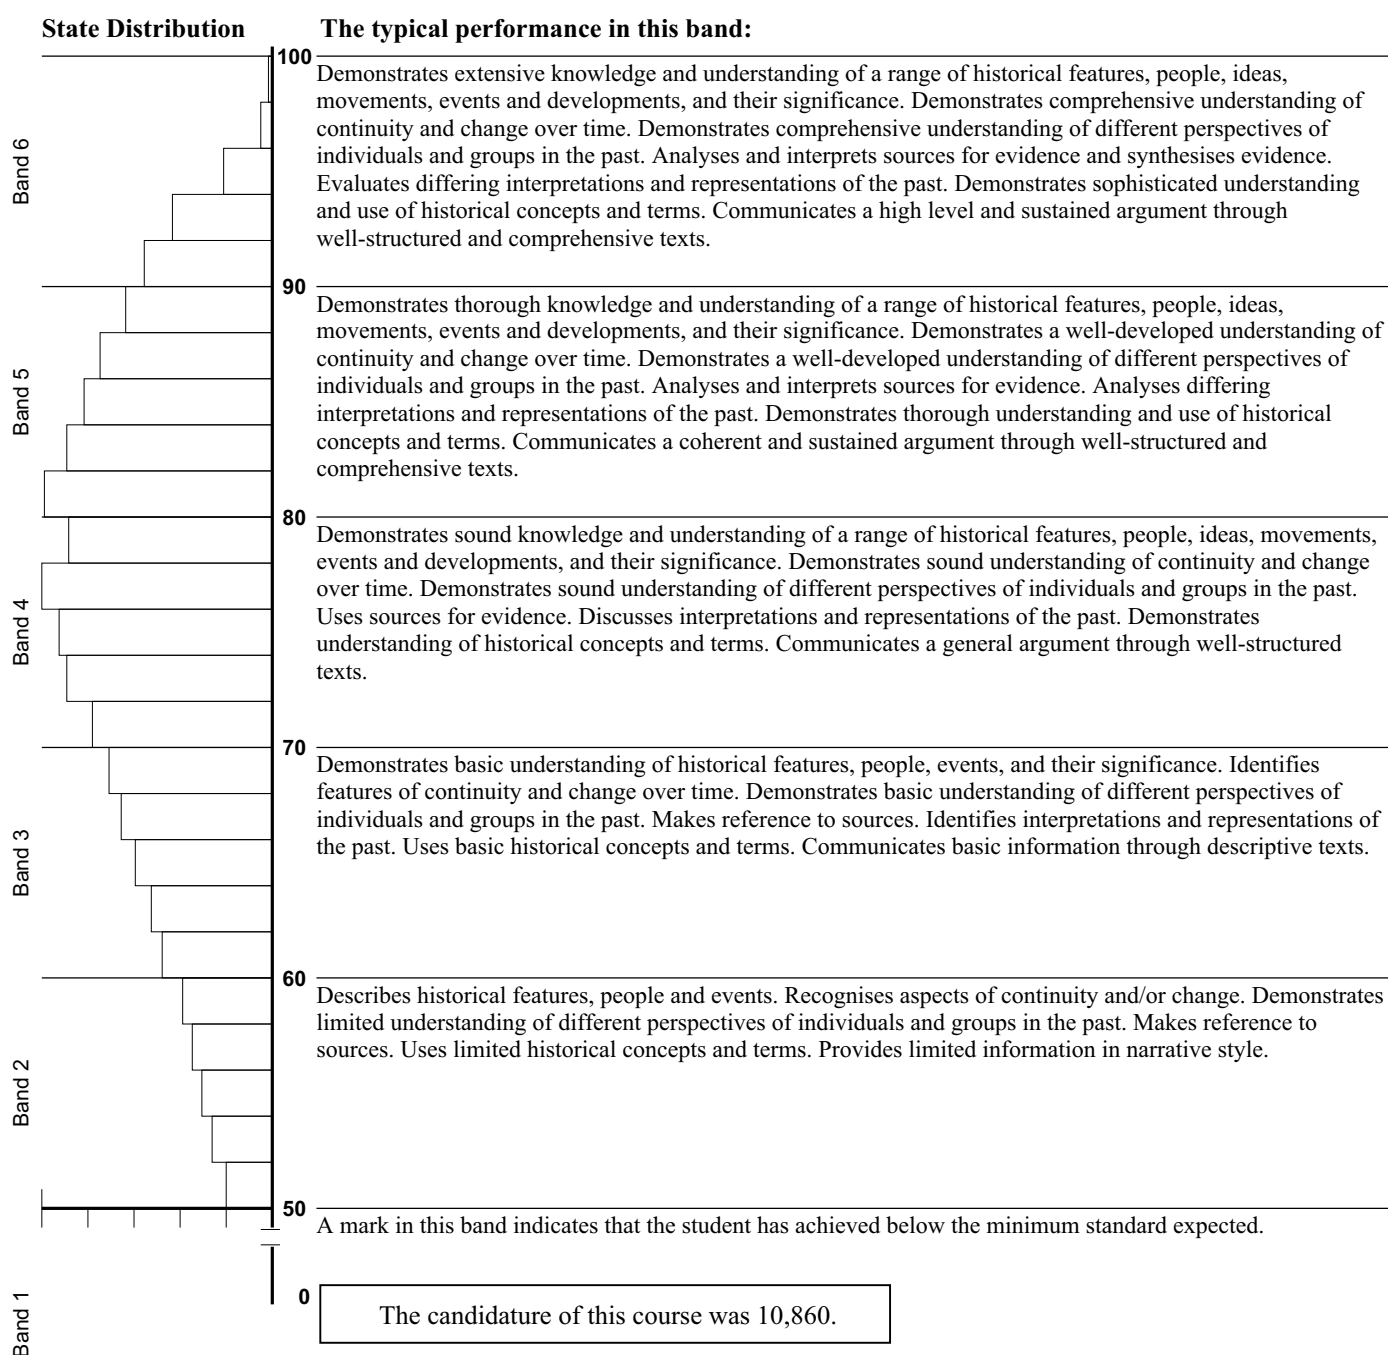 State Distribution
The typical performance in this band:
100
Band 6
Demonstrates extensive knowledge and understanding of a range of historical features, people, ideas,
movements, events and developments, and their significance. Demonstrates comprehensive understanding of
continuity and change over time. Demonstrates comprehensive understanding of different perspectives of
individuals and groups in the past. Analyses and interprets sources for evidence and synthesises evidence.
Evaluates differing interpretations and representations of the past. Demonstrates sophisticated understanding
and use of historical concepts and terms. Communicates a high level and sustained argument through
well-structured and comprehensive texts.
90
Band 5
Demonstrates thorough knowledge and understanding of a range of historical features, people, ideas,
movements, events and developments, and their significance. Demonstrates a well-developed understanding of
continuity and change over time. Demonstrates a well-developed understanding of different perspectives of
individuals and groups in the past. Analyses and interprets sources for evidence. Analyses differing
interpretations and representations of the past. Demonstrates thorough understanding and use of historical
concepts and terms. Communicates a coherent and sustained argument through well-structured and
comprehensive texts.
80
Band 4
Demonstrates sound knowledge and understanding of a range of historical features, people, ideas, movements,
events and developments, and their significance. Demonstrates sound understanding of continuity and change
over time. Demonstrates sound understanding of different perspectives of individuals and groups in the past.
Uses sources for evidence. Discusses interpretations and representations of the past. Demonstrates
understanding of historical concepts and terms. Communicates a general argument through well-structured
texts.
70
Band 3
Demonstrates basic understanding of historical features, people, events, and their significance. Identifies
features of continuity and change over time. Demonstrates basic understanding of different perspectives of
individuals and groups in the past. Makes reference to sources. Identifies interpretations and representations of
the past. Uses basic historical concepts and terms. Communicates basic information through descriptive texts.
60
Band 2
Describes historical features, people and events. Recognises aspects of continuity and/or change. Demonstrates
limited understanding of different perspectives of individuals and groups in the past. Makes reference to
sources. Uses limited historical concepts and terms. Provides limited information in narrative style.
50
A mark in this band indicates that the student has achieved below the minimum standard expected.
0
Band 1
The candidature of this course was 10,860.